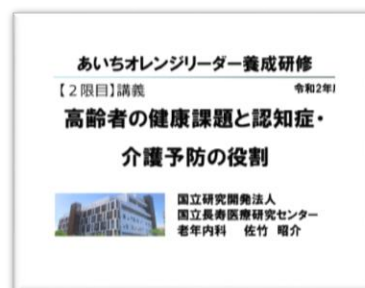 あいちオレンジリーダー養成研修
【２限目】講義
令和2年
高齢者の健康課題と認知症・
介護予防の役割
国立研究開発法人
国立長寿医療研究センター
老年内科　佐竹　昭介